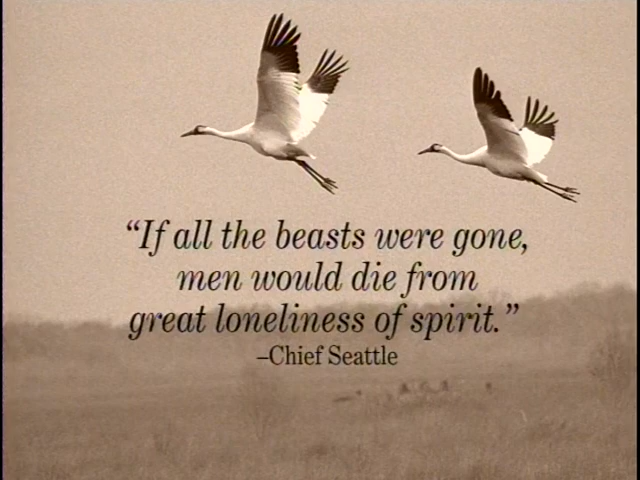 “If all the beasts were gone,
men would die from
great loneliness of spirit.”
–Chief Seattle